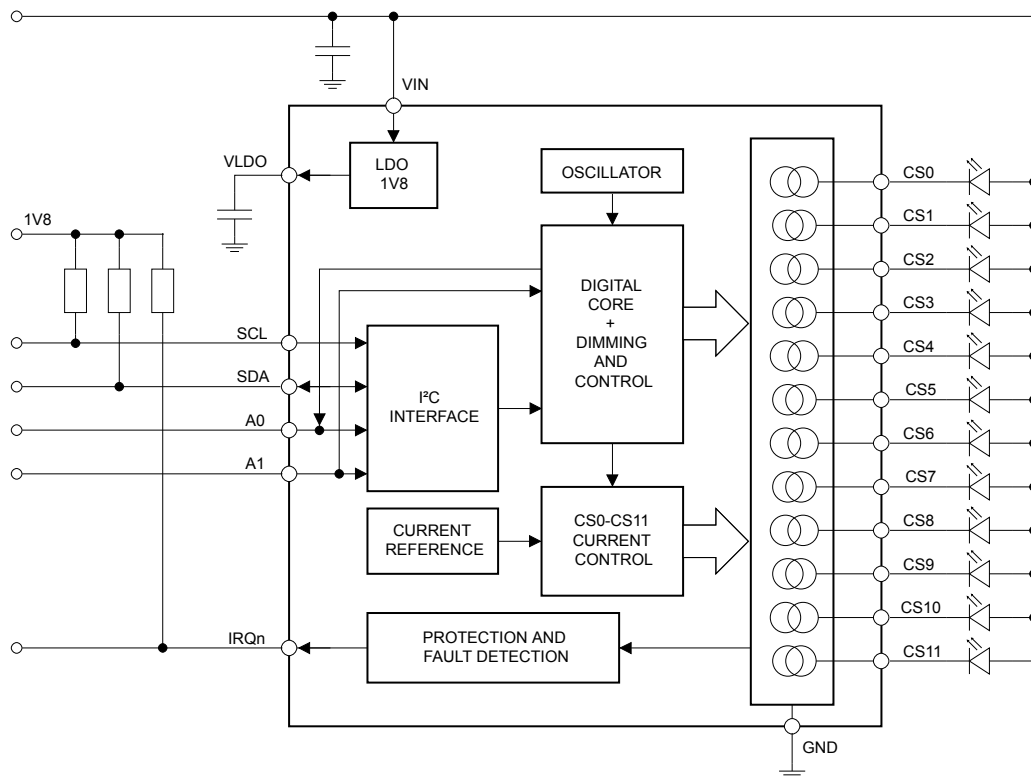 VIN
VLDO
LDO
1V8
OSCILLATOR
1V8
DIGITAL
CORE
+
DIMMING
AND
CONTROL
SCL
SDA
A0
A1
I²C
INTERFACE
CURRENT
REFERENCE
CS0-CS11
CURRENT
CONTROL
IRQn
PROTECTION AND
FAULT DETECTION
CS0
CS1
CS2
CS3
CS4
CS5
CS6
CS7
CS8
CS9
CS10
CS11
GND